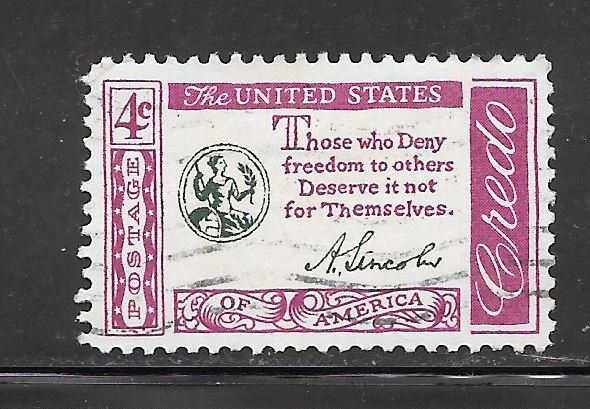 4c
The UNITED STATES
POSTAGE
Those who Deny
freedom to others
Deserve it not
for Themselves.
A. Lincoln
OF AMERICA
Credo